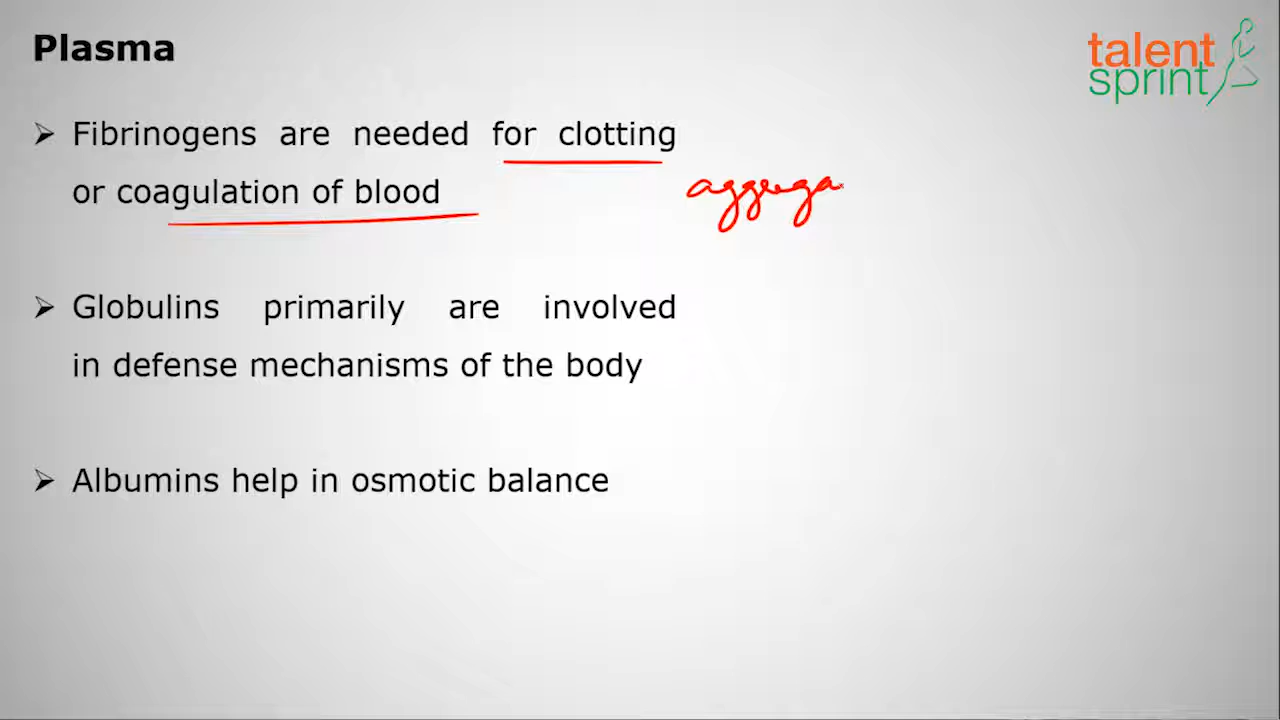 Plasma
talent
sprint
➢ Fibrinogens are needed for clotting
or coagulation of blood
aggrega
➢ Globulins primarily are involved
in defense mechanisms of the body
➢ Albumins help in osmotic balance